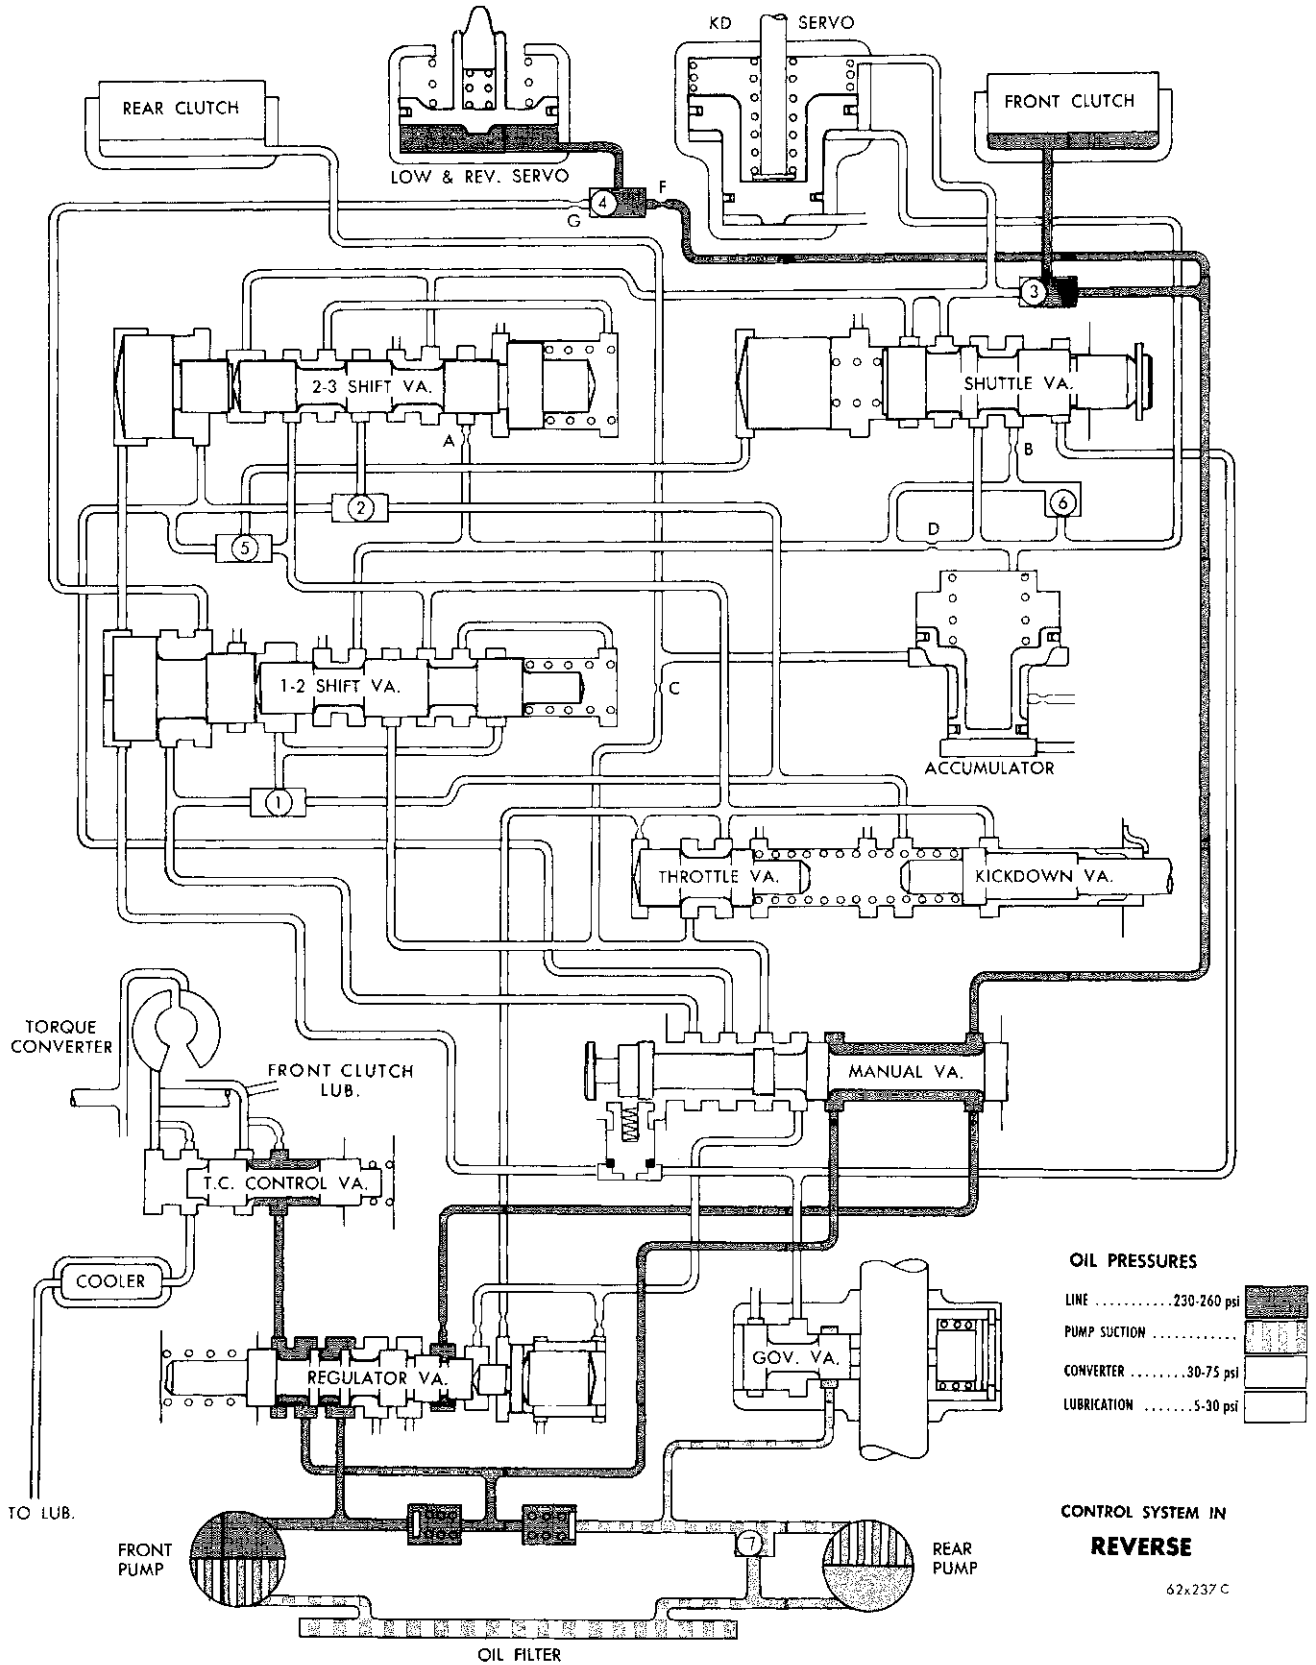 KD SERVO
REAR CLUTCH
FRONT CLUTCH
LOW & REV. SERVO
4
F
G
3
2-3 SHIFT VA.
SHUTTLE VA.
A
B
2
6
5
D
1-2 SHIFT VA.
C
ACCUMULATOR
1
THROTTLE VA.
KICKDOWN VA.
TORQUE
CONVERTER
FRONT CLUTCH
LUB.
MANUAL VA.
T.C. CONTROL VA.
COOLER
REGULATOR VA.
GOV. VA.
OIL PRESSURES
LINE ...........230-260 psi
PUMP SUCTION ............
CONVERTER ........30-75 psi
LUBRICATION ......5-30 psi
TO LUB.
FRONT
PUMP
7
REAR
PUMP
OIL FILTER
CONTROL SYSTEM IN
REVERSE
62x237 C